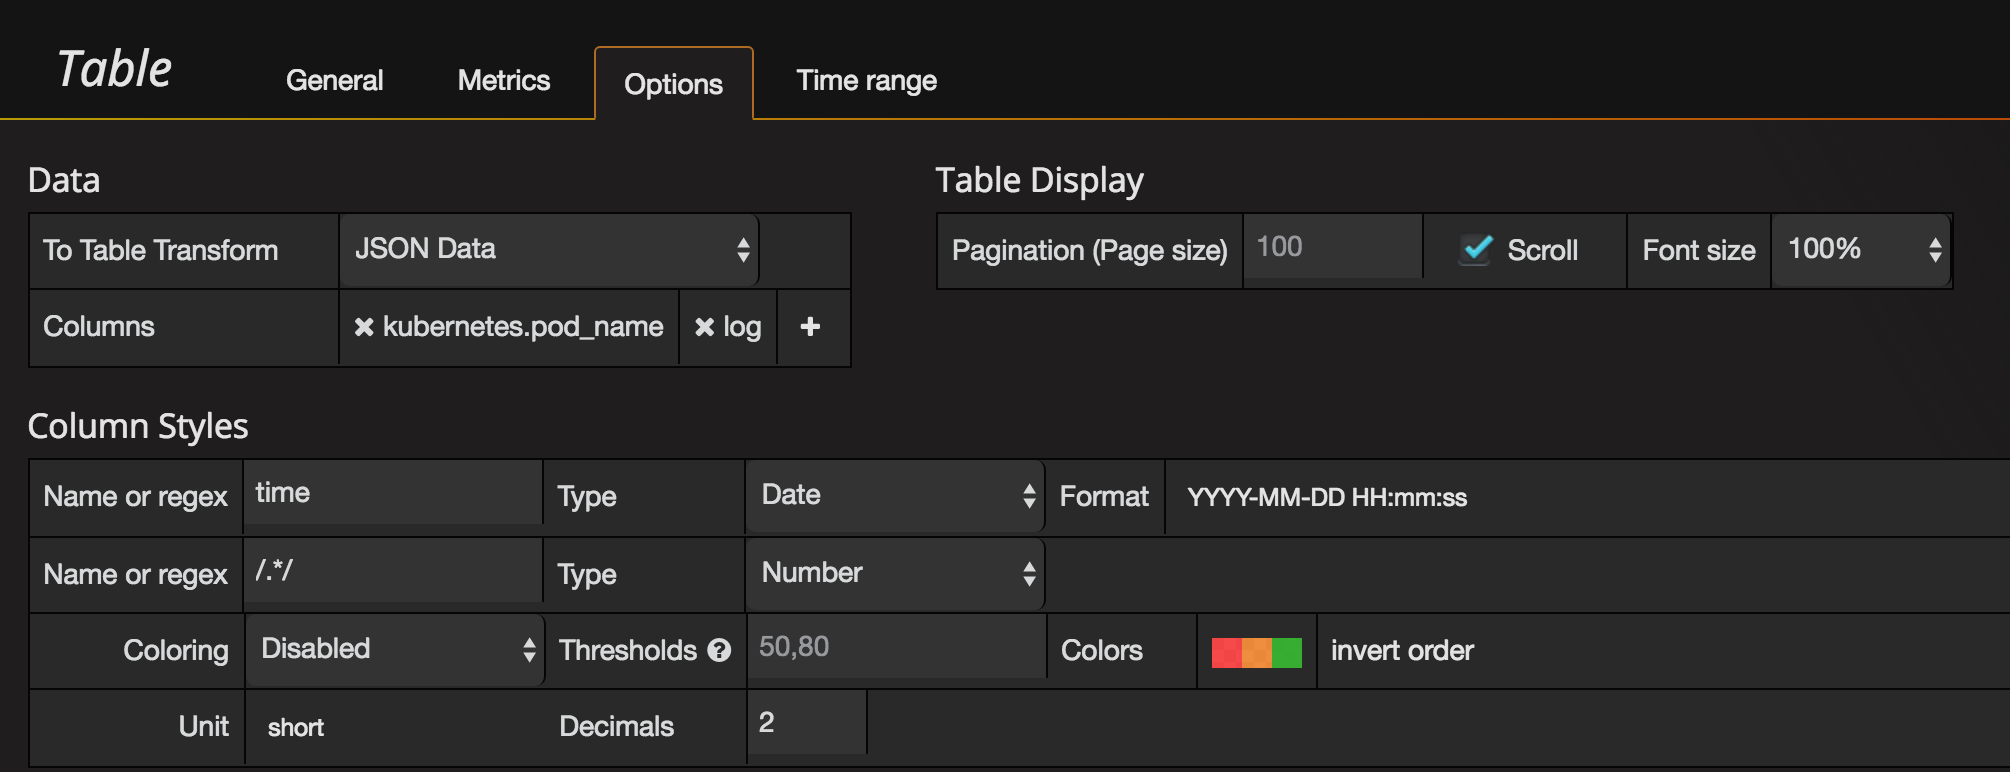 Table General Metrics Options Time range
Data
To Table Transform JSON Data
Columns kubernetes.pod_name log +
Table Display
Pagination (Page size) 100 Scroll Font size 100%
Column Styles
Name or regex time Type Date Format YYYY-MM-DD HH:mm:ss
Name or regex /.*/ Type Number
Coloring Disabled Thresholds ? 50,80 Colors invert order
Unit short Decimals 2